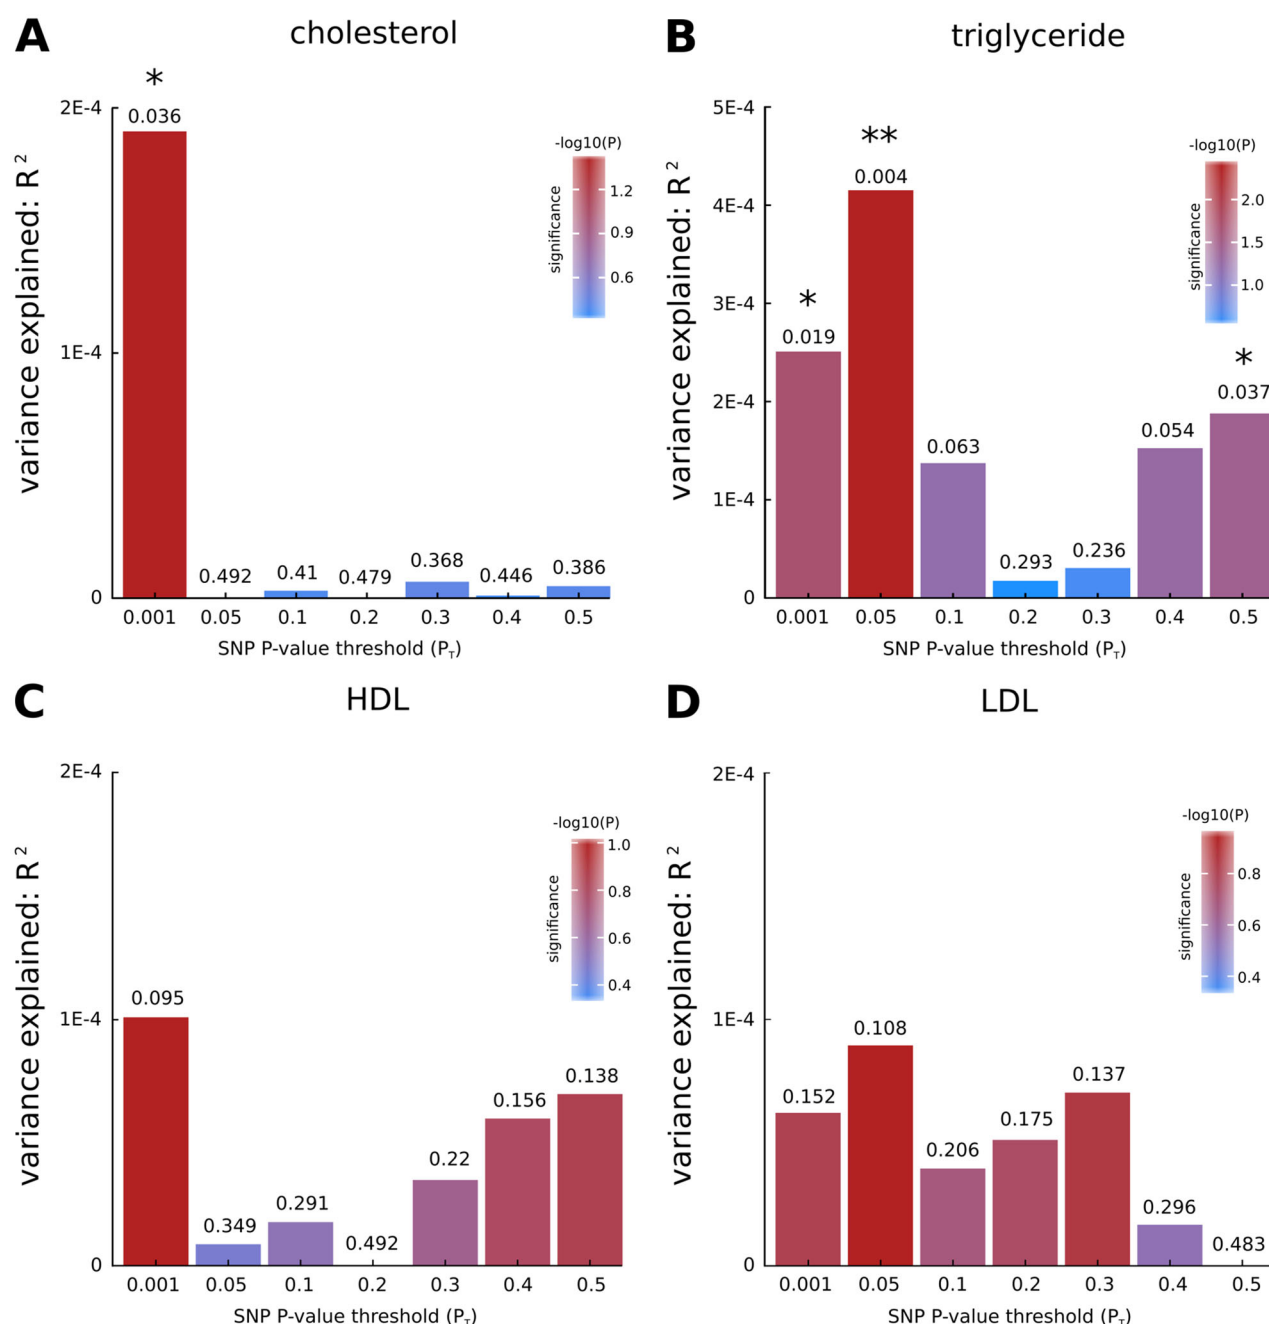 A
cholesterol
*
2E-4
0.036
1E-4
0
variance explained: R²
0.492
0.41
0.479
0.368
0.446
0.386
0.001
0.05
0.1
0.2
0.3
0.4
0.5
SNP P-value threshold (P_T)
-log10(P)
significance
1.2
0.9
0.6
B
triglyceride
5E-4
4E-4
3E-4
2E-4
1E-4
0
variance explained: R²
*
0.019
**
0.004
0.063
0.293
0.236
0.054
*
0.037
0.001
0.05
0.1
0.2
0.3
0.4
0.5
SNP P-value threshold (P_T)
-log10(P)
significance
2.0
1.5
1.0
C
HDL
2E-4
1E-4
0
variance explained: R²
0.095
0.349
0.291
0.492
0.22
0.156
0.138
0.001
0.05
0.1
0.2
0.3
0.4
0.5
SNP P-value threshold (P_T)
-log10(P)
significance
1.0
0.8
0.6
0.4
D
LDL
2E-4
1E-4
0
variance explained: R²
0.152
0.108
0.206
0.175
0.137
0.296
0.483
0.001
0.05
0.1
0.2
0.3
0.4
0.5
SNP P-value threshold (P_T)
-log10(P)
significance
0.8
0.6
0.4